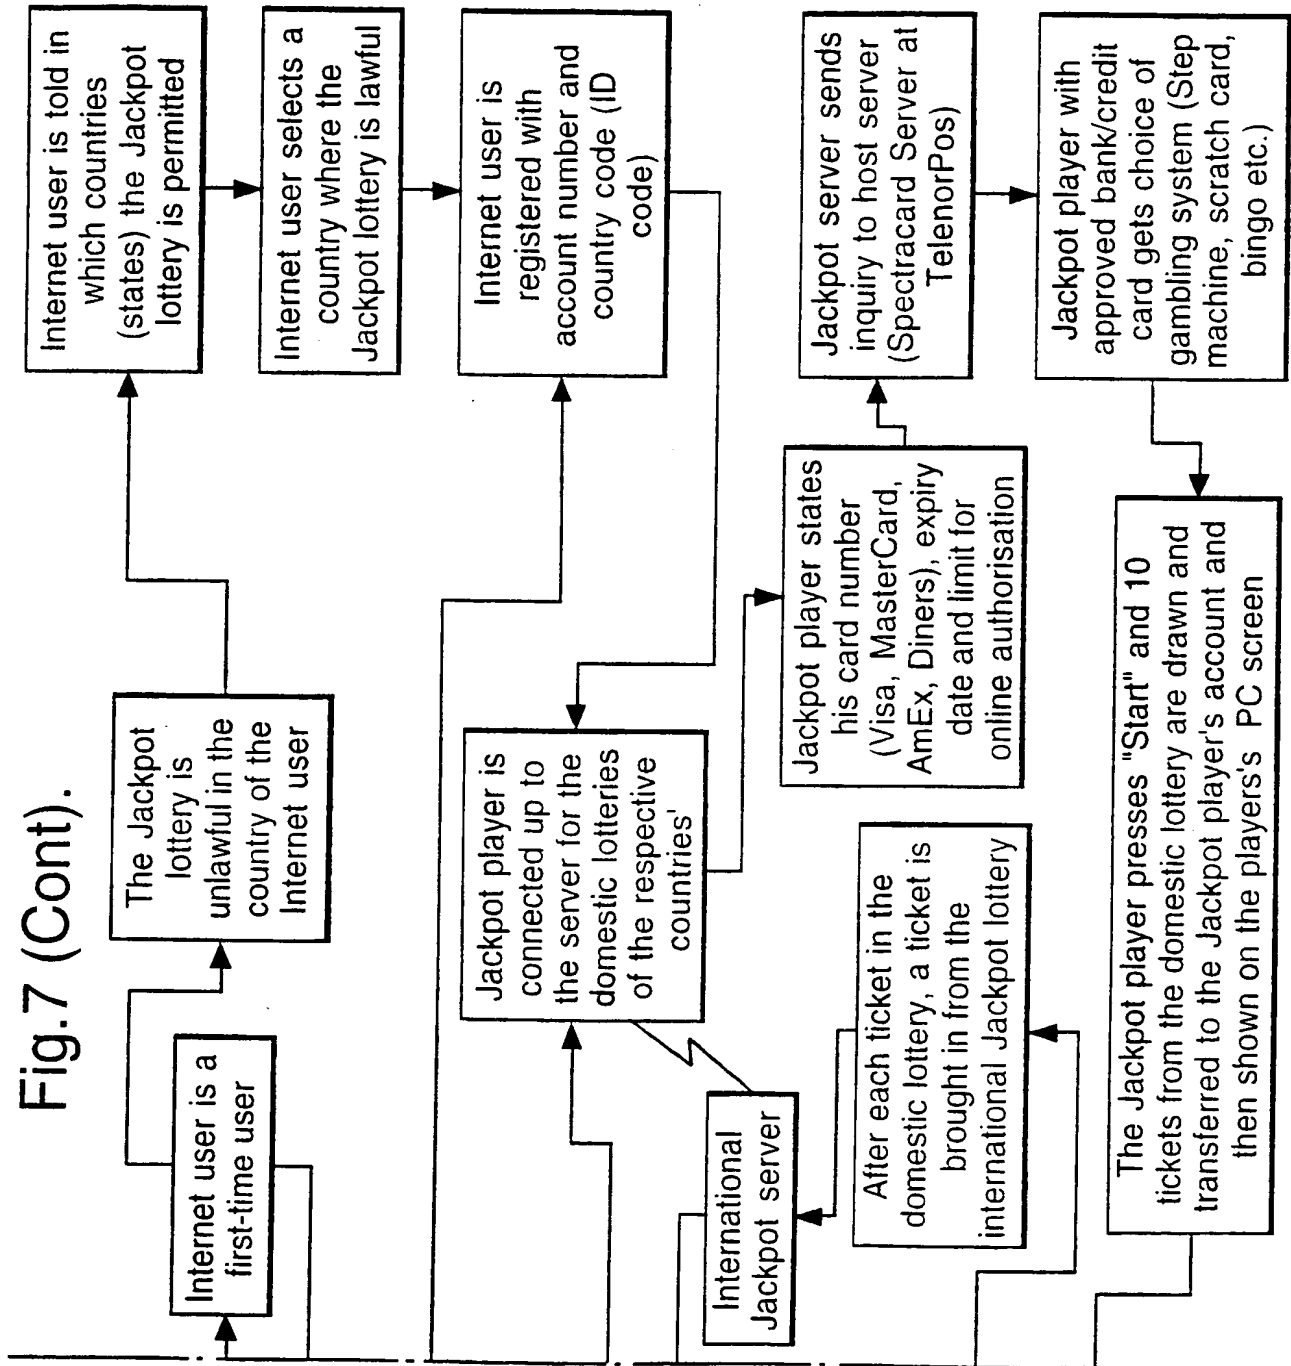 Fig.7 (Cont).
Internet user is a
first-time user
The Jackpot
lottery is
unlawful in the
country of the
Internet user
Internet user is told in
which countries
(states) the Jackpot
lottery is permitted
Internet user selects a
country where the
Jackpot lottery is lawful
Internet user is
registered with
account number and
country code (ID
code)
Jackpot player is
connected up to
the server for the
domestic lotteries
of the respective
countries'
International
Jackpot server
After each ticket in the
domestic lottery, a ticket is
brought in from the
international Jackpot lottery
Jackpot player states
his card number
(Visa, MasterCard,
AmEx, Diners), expiry
date and limit for
online authorisation
Jackpot server sends
inquiry to host server
(Spectracard Server at
TelenorPos)
Jackpot player with
approved bank/credit
card gets choice of
gambling system (Step
machine, scratch card,
bingo etc.)
The Jackpot player presses "Start" and 10
tickets from the domestic lottery are drawn and
transferred to the Jackpot player's account and
then shown on the players's PC screen